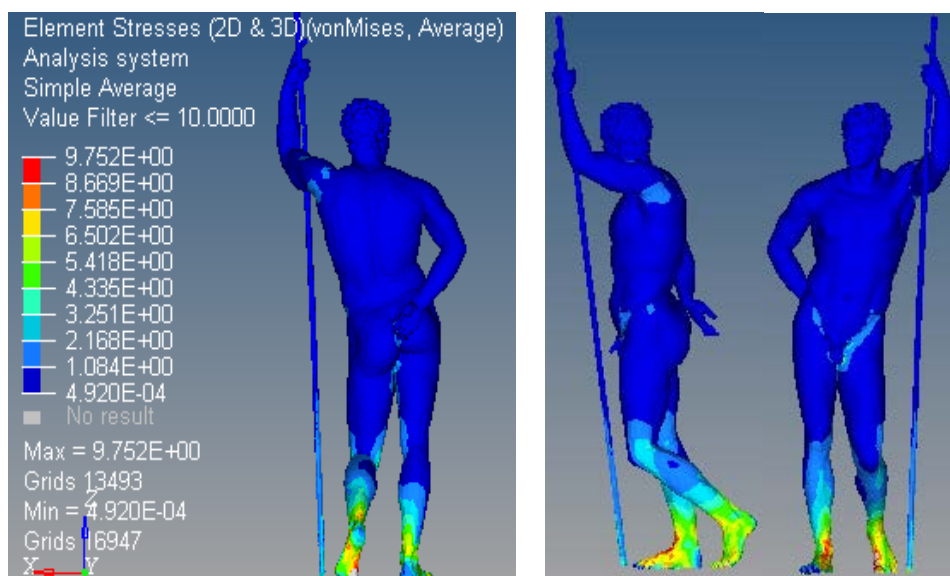 Element Stresses (2D & 3D)(vonMises, Average)
Analysis system
Simple Average
Value Filter <= 10.0000
9.752E+00
8.669E+00
7.585E+00
6.502E+00
5.418E+00
4.335E+00
3.251E+00
2.168E+00
1.084E+00
4.920E-04
No result
Max = 9.752E+00
Grids 13493
Min = 4.920E-04
Grids 16947
Z
X Y